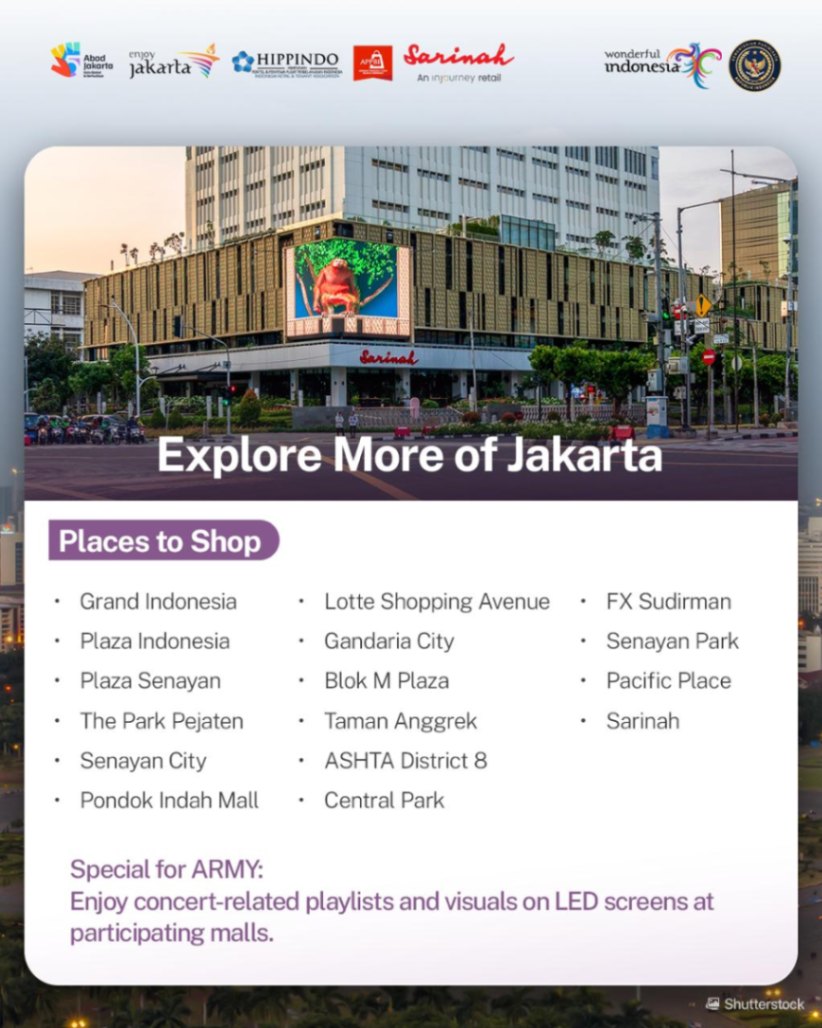 Abad
Jakarta
enjoy
jakarta
HIPPINDO
APPBI
Sarinah
An injourney retail
wonderful
indonesia
Sarinah
Explore More of Jakarta
Places to Shop
• Grand Indonesia
• Plaza Indonesia
• Plaza Senayan
• The Park Pejaten
• Senayan City
• Pondok Indah Mall
• Lotte Shopping Avenue
• Gandaria City
• Blok M Plaza
• Taman Anggrek
• ASHTA District 8
• Central Park
• FX Sudirman
• Senayan Park
• Pacific Place
• Sarinah
Special for ARMY:
Enjoy concert-related playlists and visuals on LED screens at
participating malls.
Shutterstock